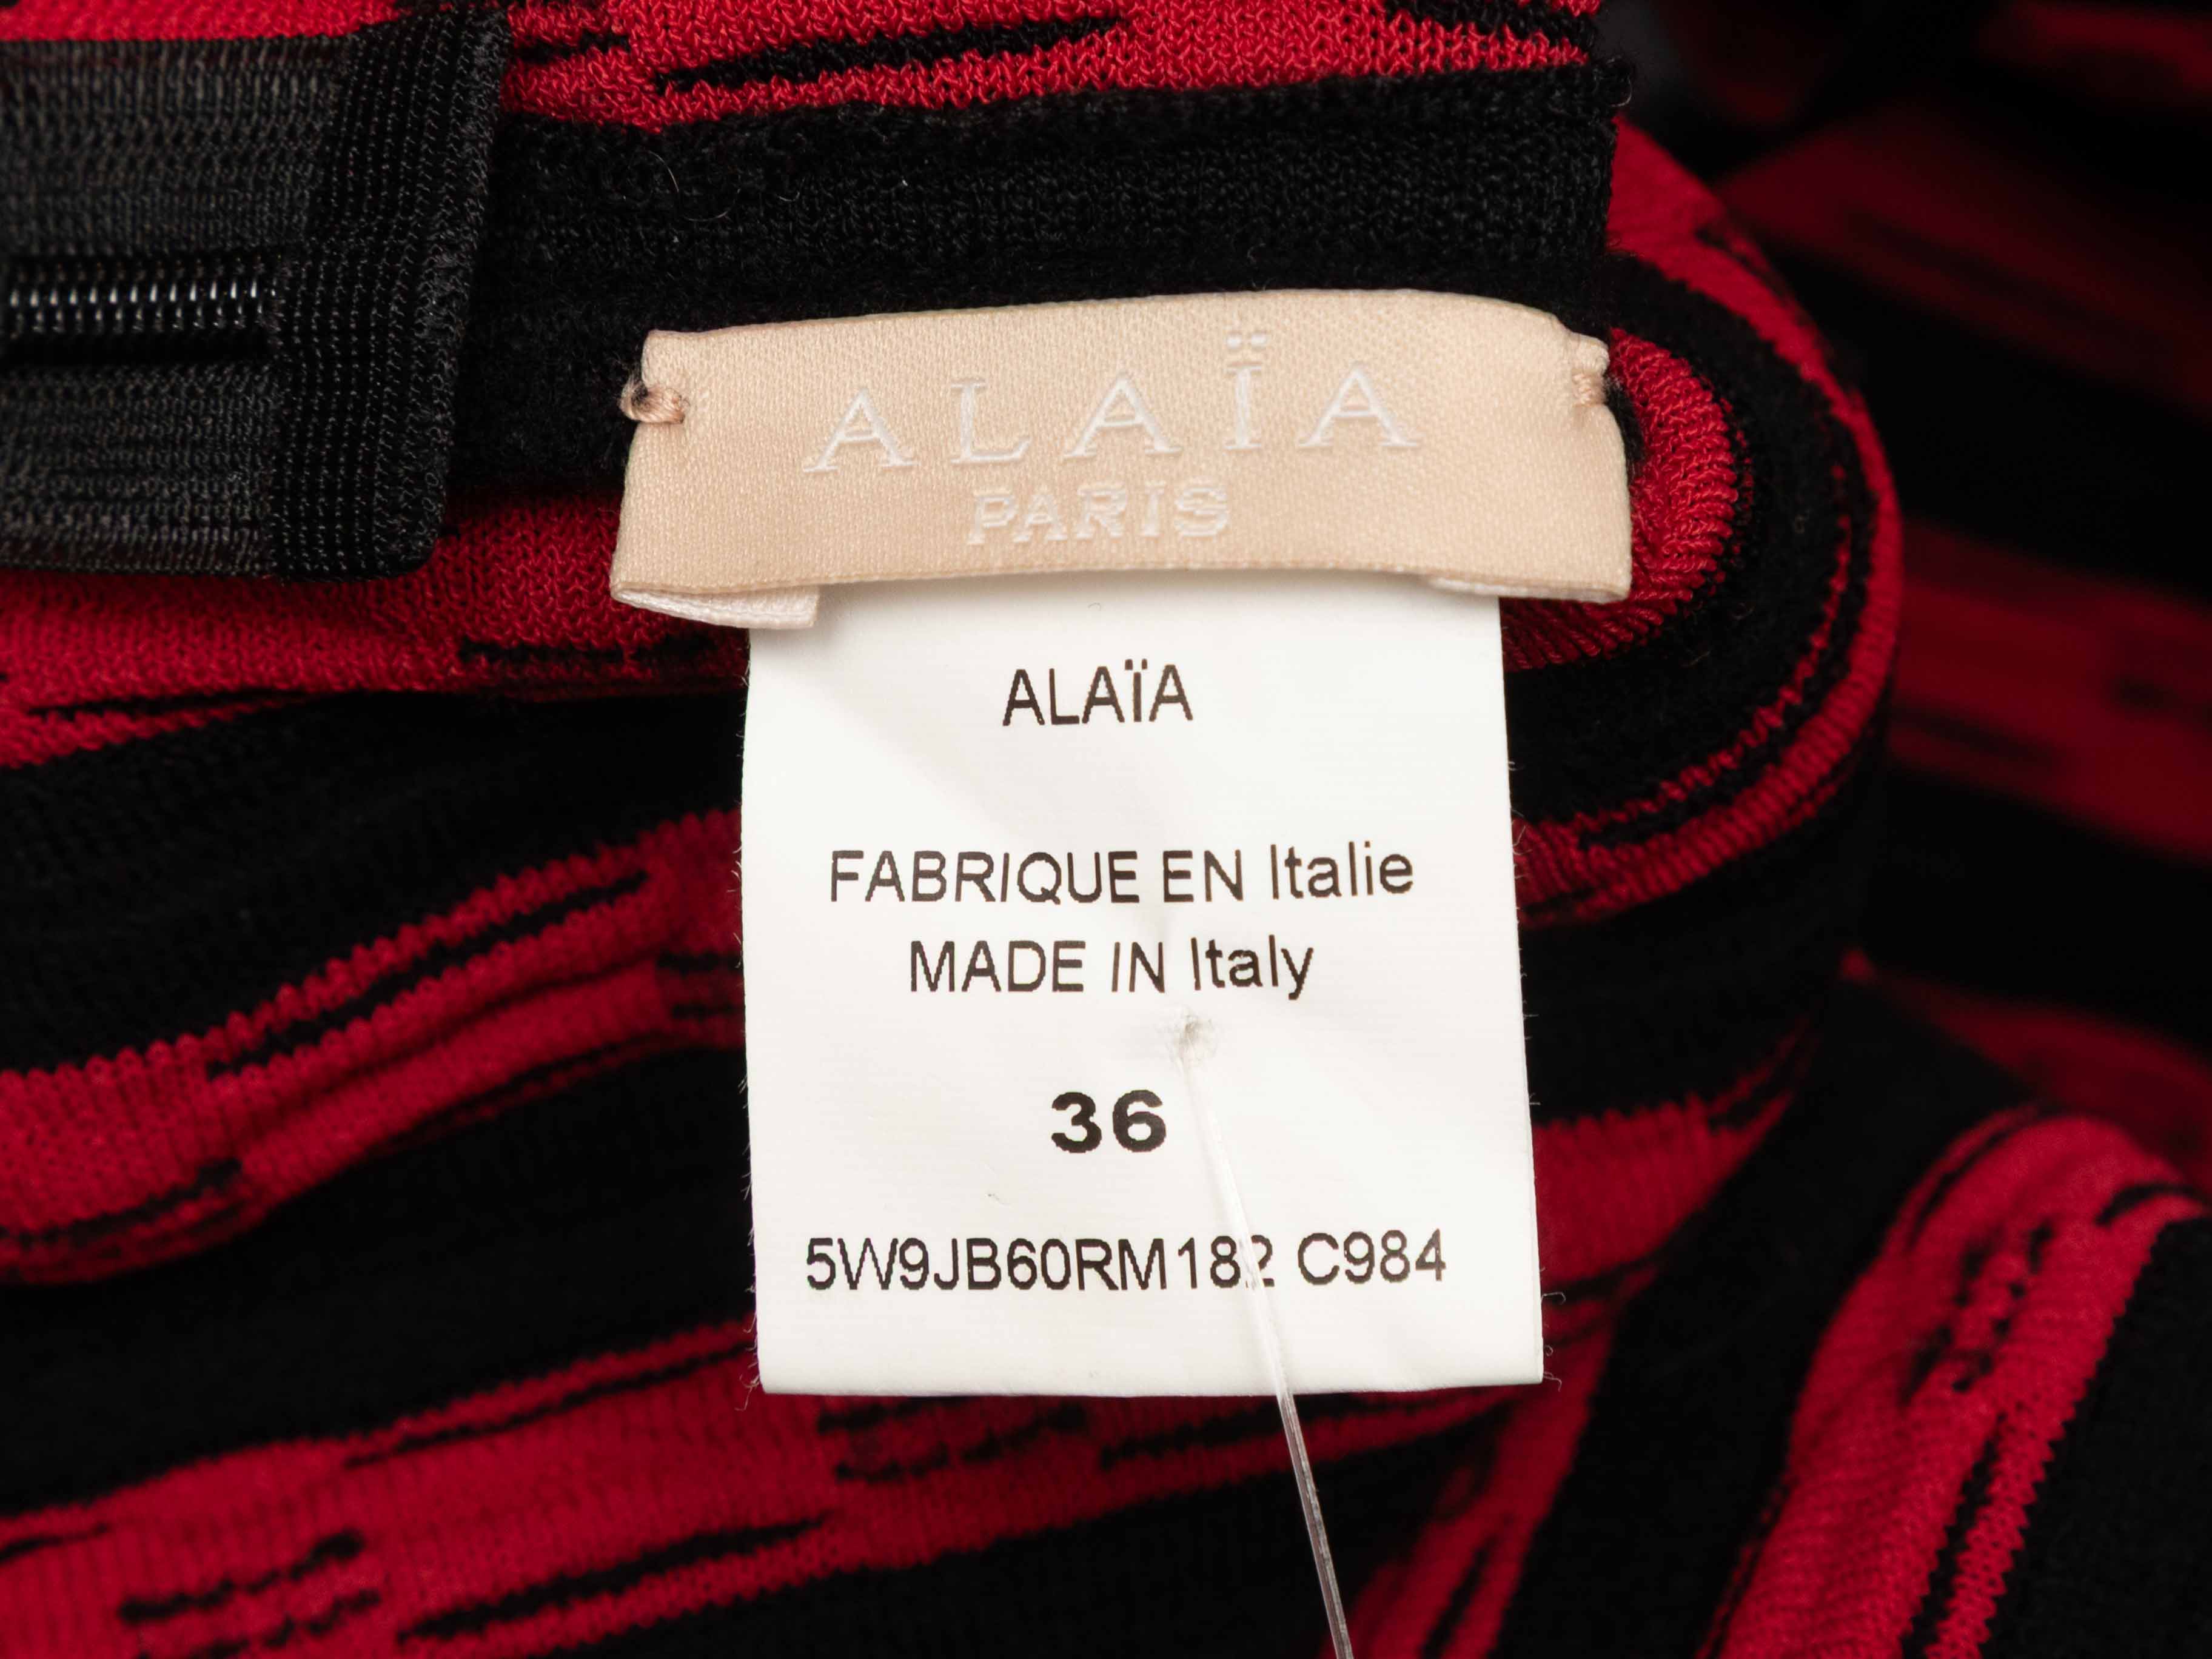 ALAÏA
PARIS
ALAÏA
FABRIQUE EN Italie
MADE IN Italy
36
5W9JB60RM182 C984